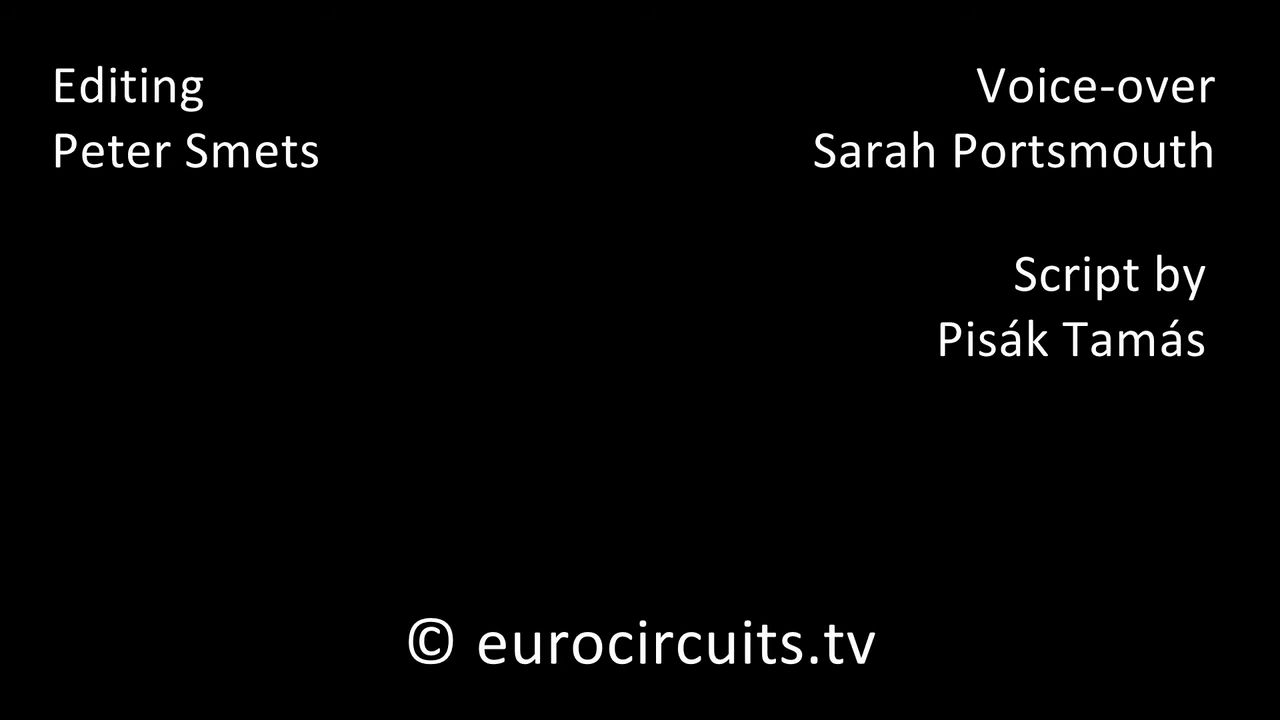 Editing
Peter Smets
Voice-over
Sarah Portsmouth
Script by
Pisák Tamás
© eurocircuits.tv